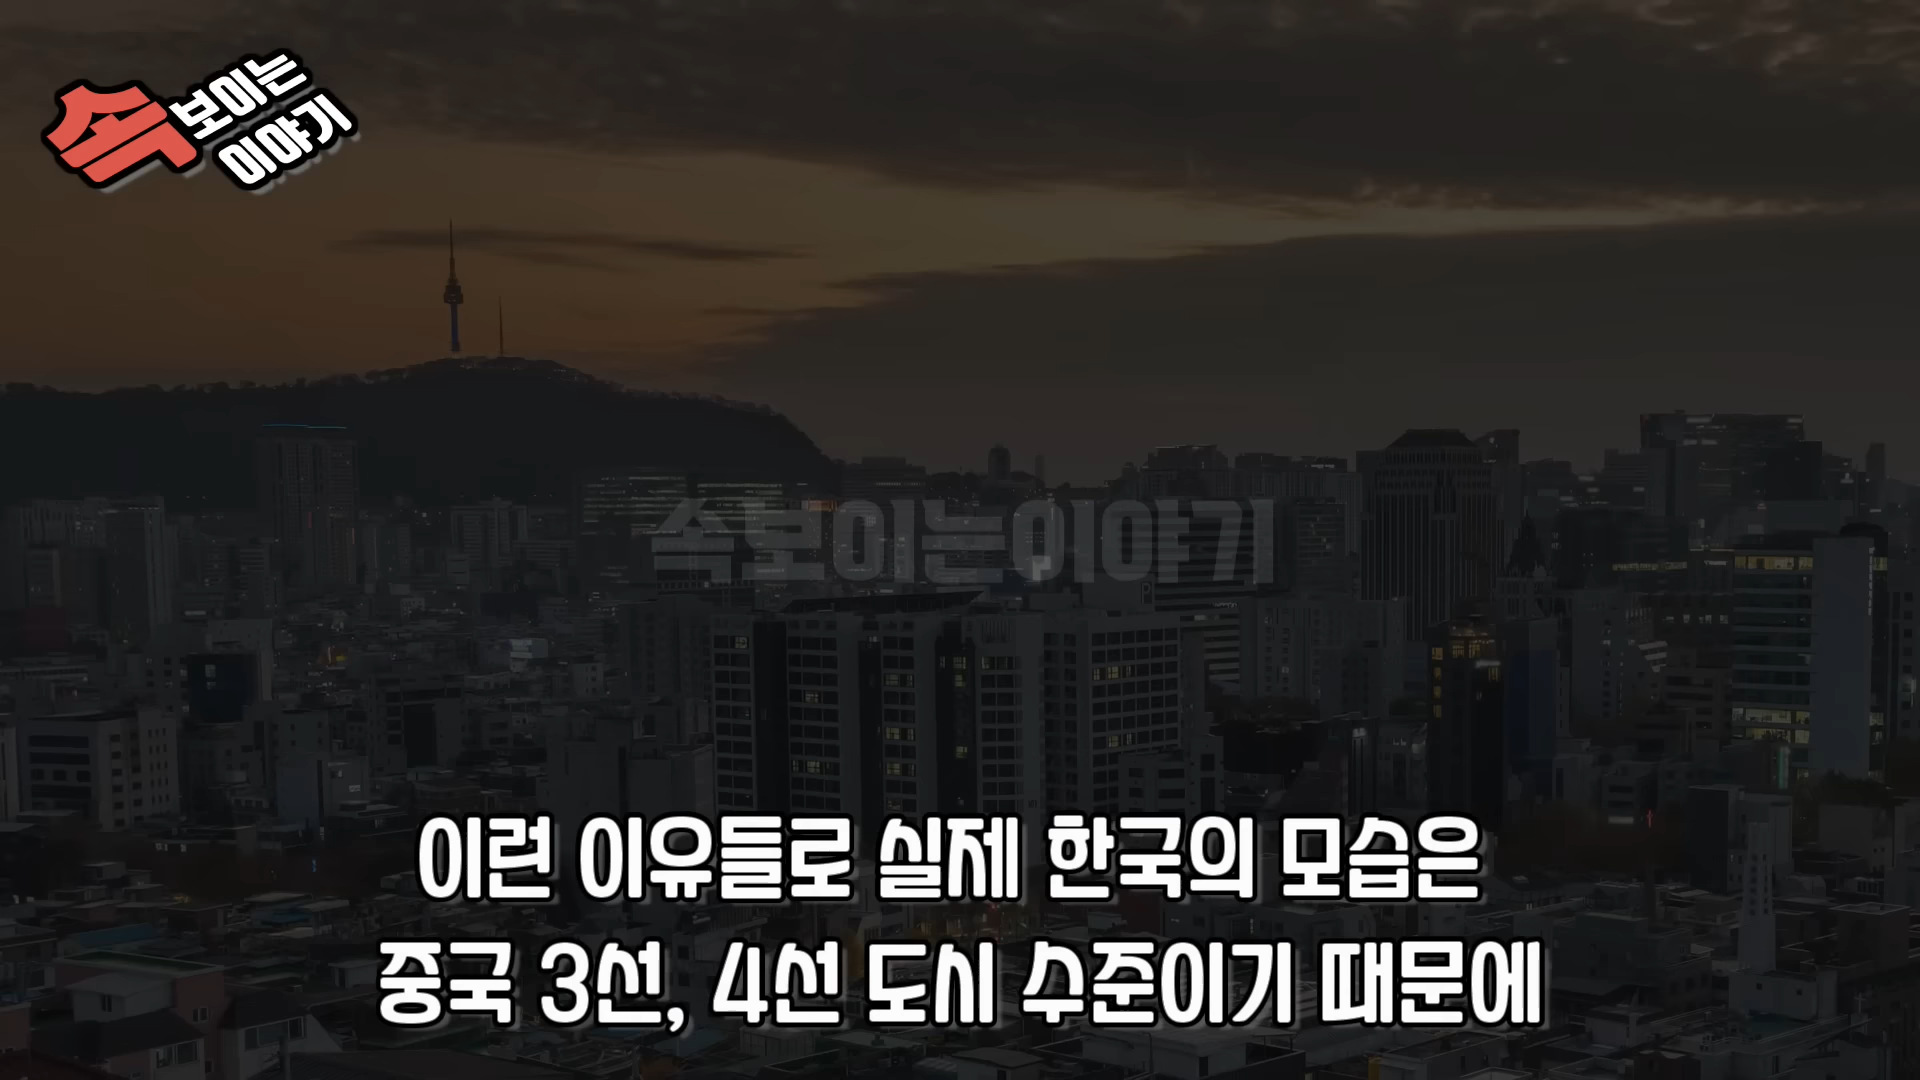 속보이는
이야기
속보이는이야기
이런 이유들로 실제 한국의 모습은
중국 3선, 4선 도시 수준이기 때문에